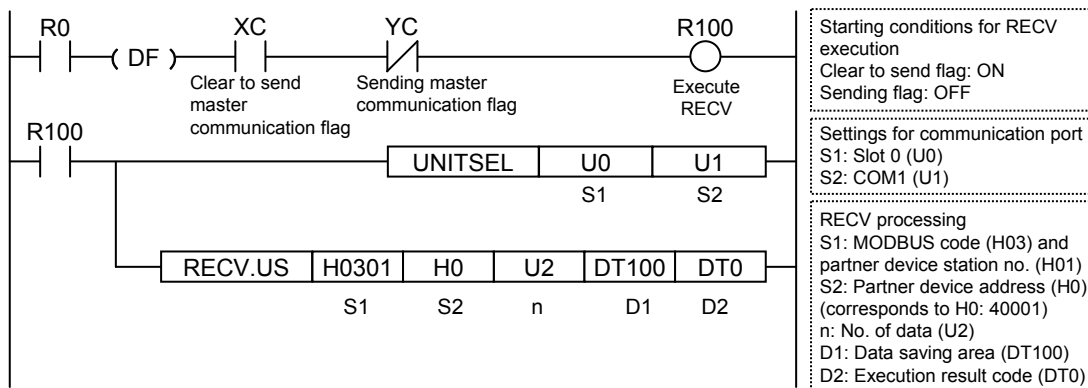 R0
XC
YC
R100
( DF )
Clear to send
master
communication flag
Sending master
communication flag
Execute
RECV
R100
UNITSEL U0 U1
S1 S2
RECV.US H0301 H0 U2 DT100 DT0
S1 S2 n D1 D2
Starting conditions for RECV
execution
Clear to send flag: ON
Sending flag: OFF
Settings for communication port
S1: Slot 0 (U0)
S2: COM1 (U1)
RECV processing
S1: MODBUS code (H03) and
partner device station no. (H01)
S2: Partner device address (H0)
(corresponds to H0: 40001)
n: No. of data (U2)
D1: Data saving area (DT100)
D2: Execution result code (DT0)